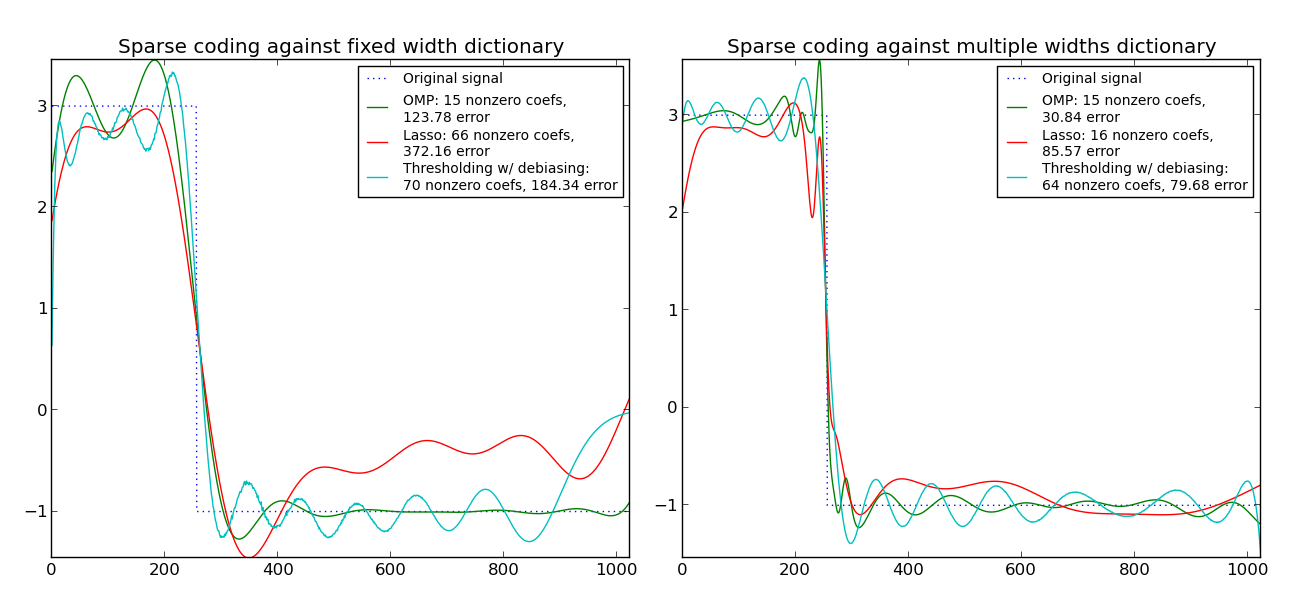 Sparse coding against fixed width dictionary
Original signal
OMP: 15 nonzero coefs,
123.78 error
Lasso: 66 nonzero coefs,
372.16 error
Thresholding w/ debiasing:
70 nonzero coefs, 184.34 error
3
2
1
0
−1
0 200 400 600 800 1000
Sparse coding against multiple widths dictionary
Original signal
OMP: 15 nonzero coefs,
30.84 error
Lasso: 16 nonzero coefs,
85.57 error
Thresholding w/ debiasing:
64 nonzero coefs, 79.68 error
3
2
1
0
−1
0 200 400 600 800 1000